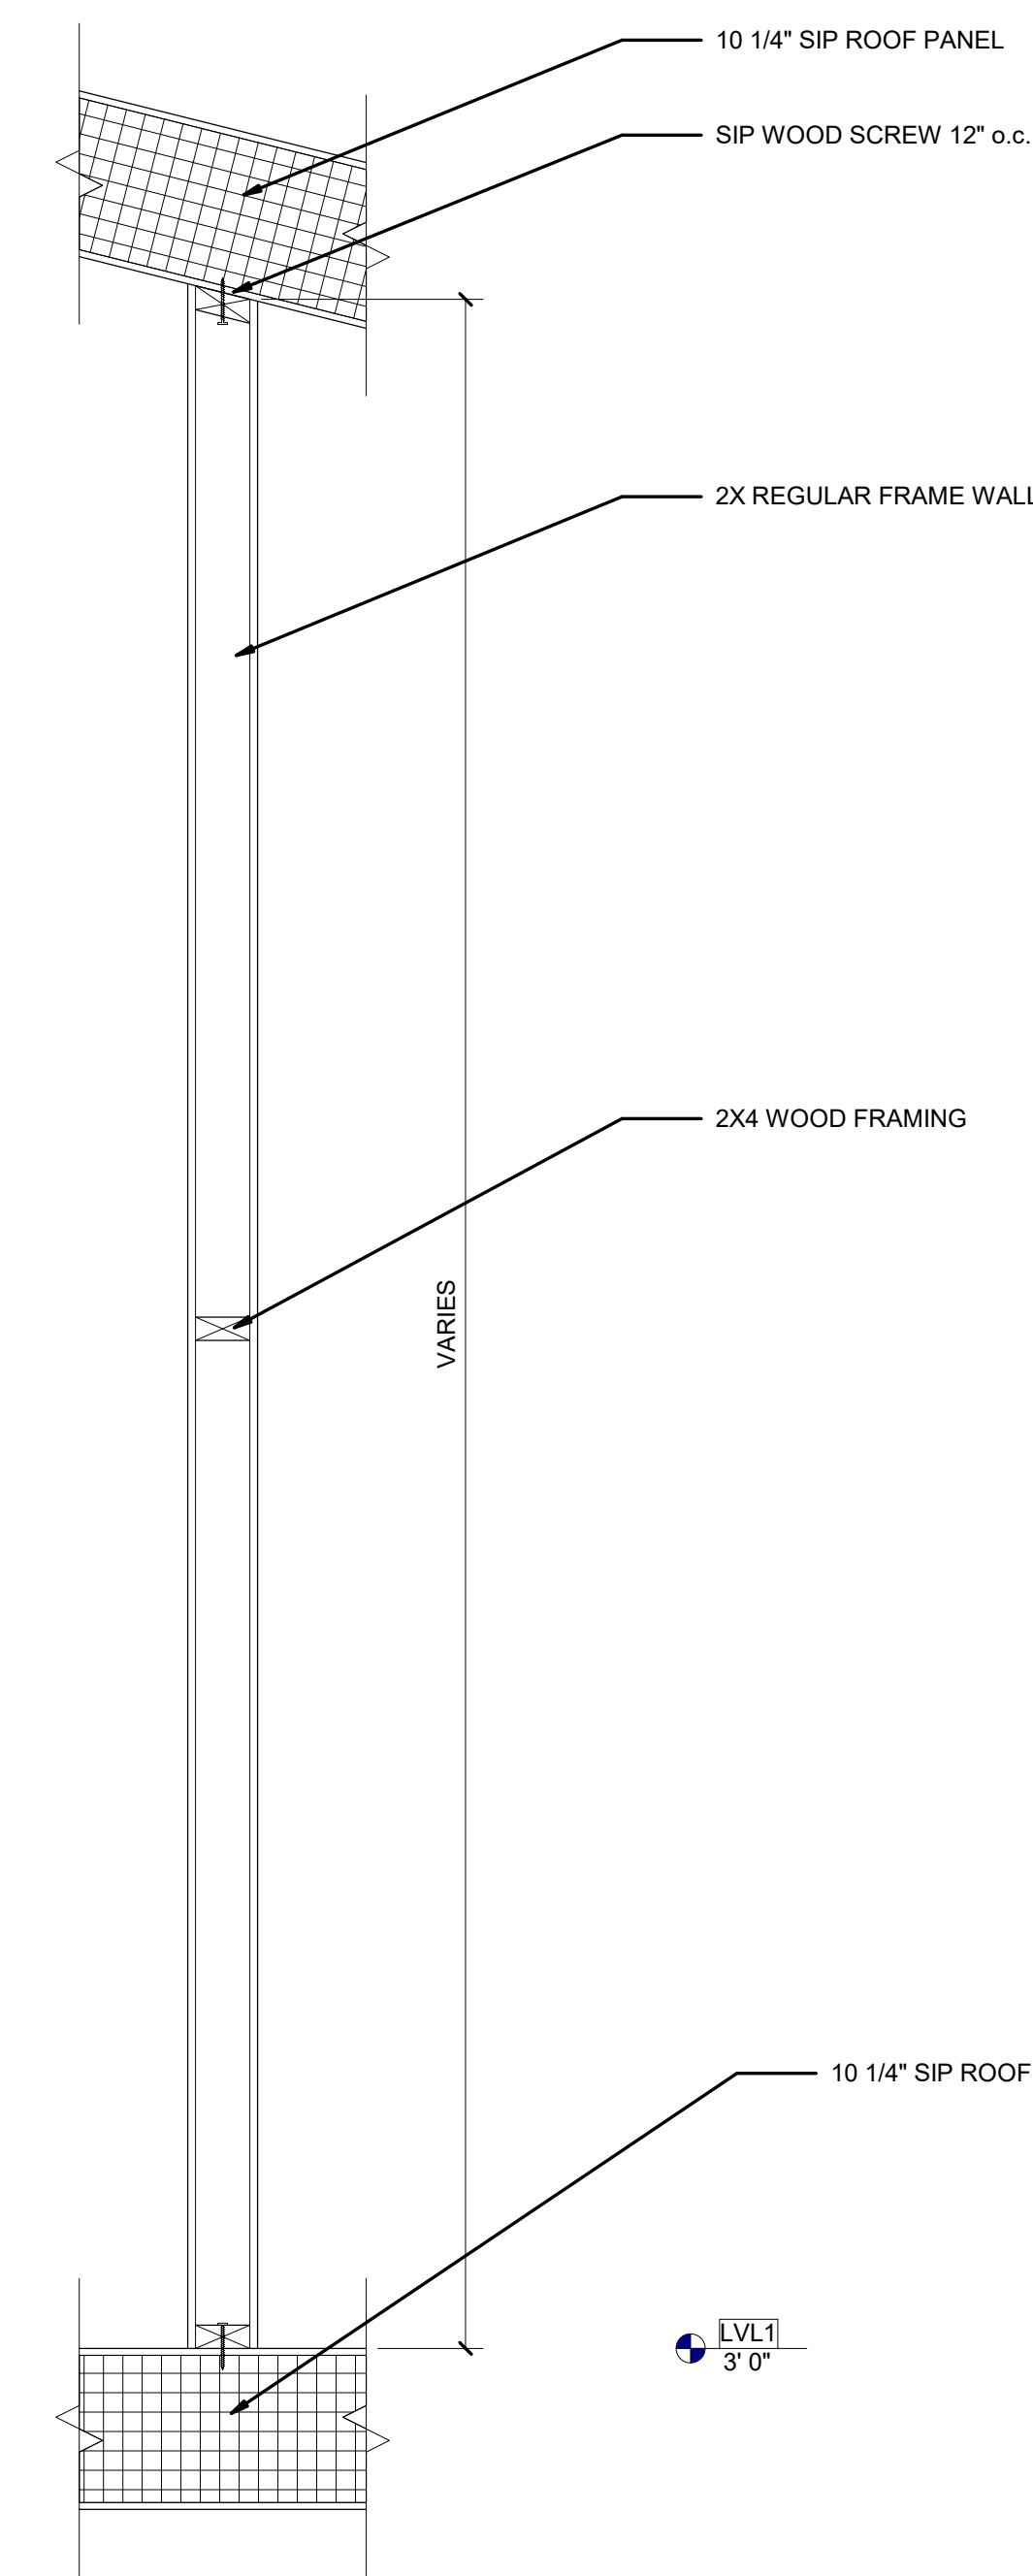 10 1/4" SIP ROOF PANEL
SIP WOOD SCREW 12" o.c.
2X REGULAR FRAME WALL
2X4 WOOD FRAMING
VARIES
10 1/4" SIP ROOF
LVL1
3' 0"